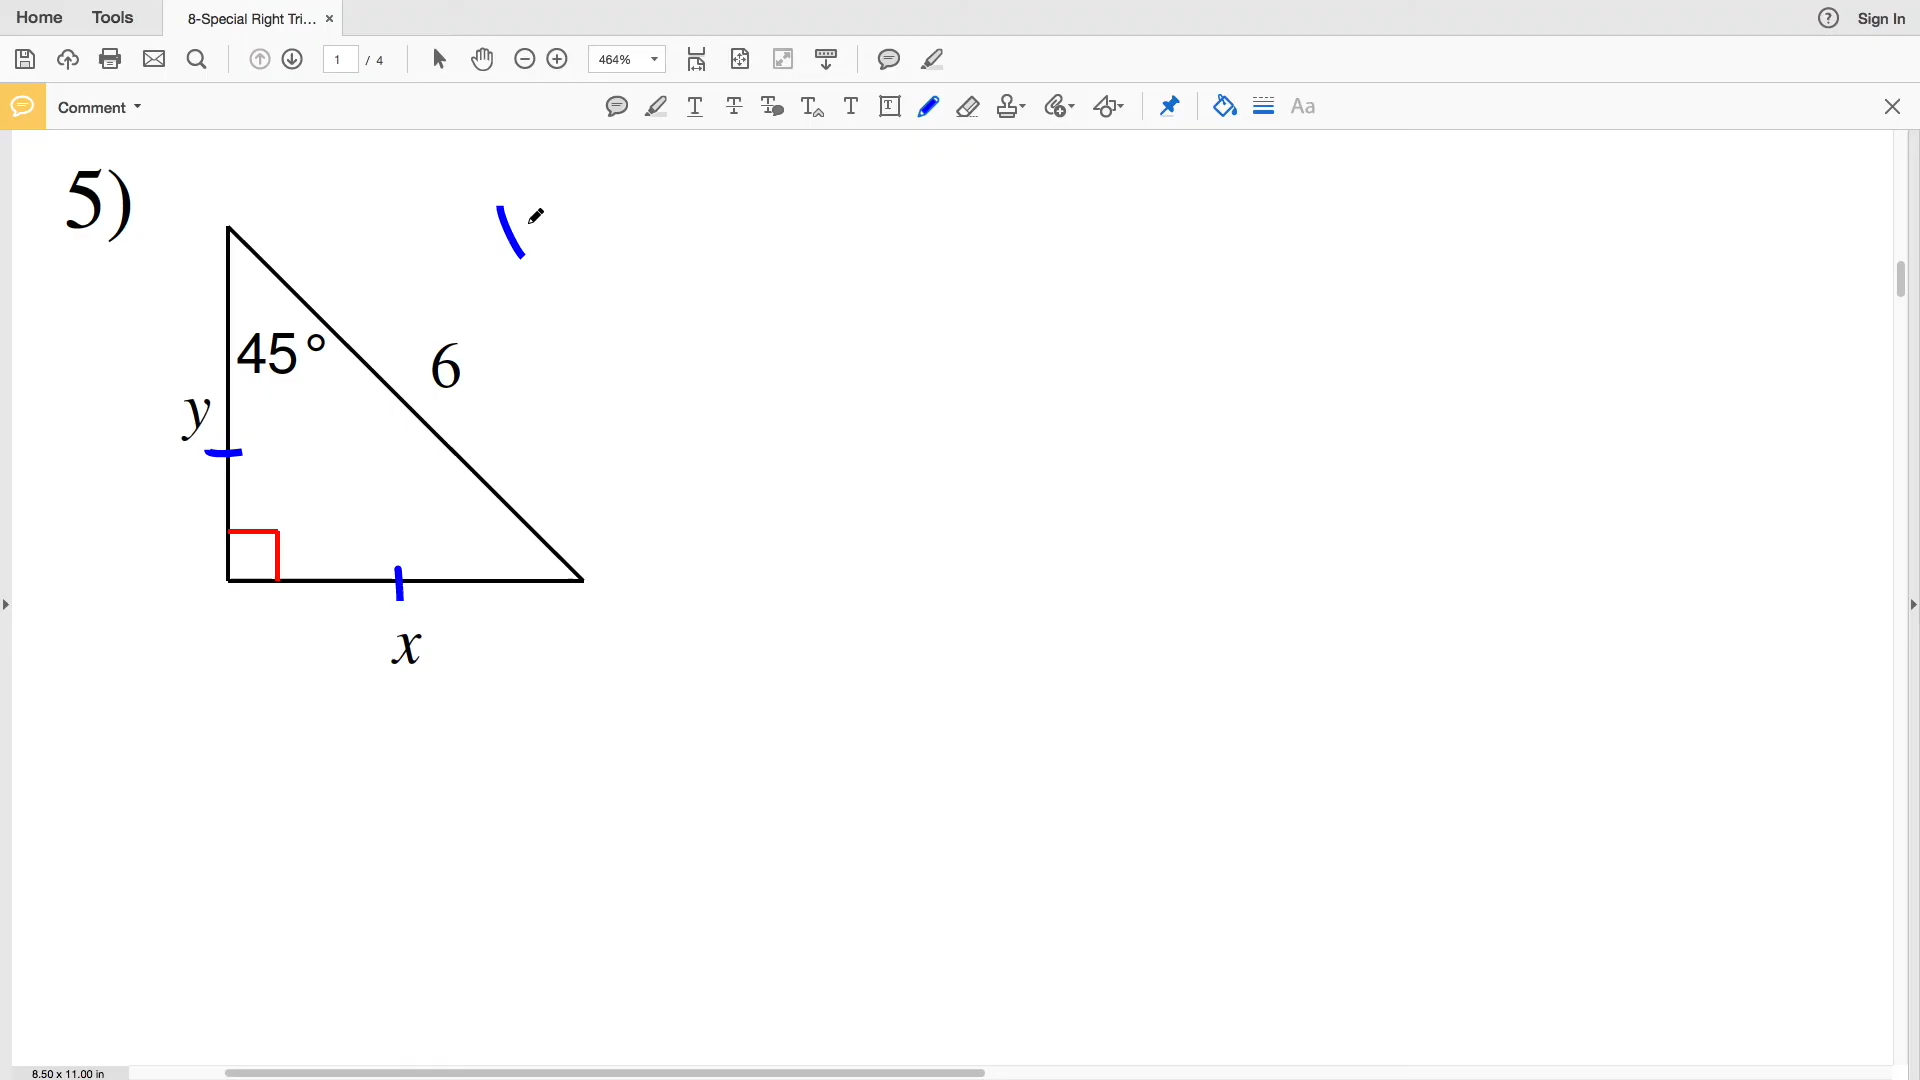 Home Tools 8-Special Right Tri... × Sign In
1 / 4 464%
Comment Aa
5)
45°
6
y
x
8.50 x 11.00 in